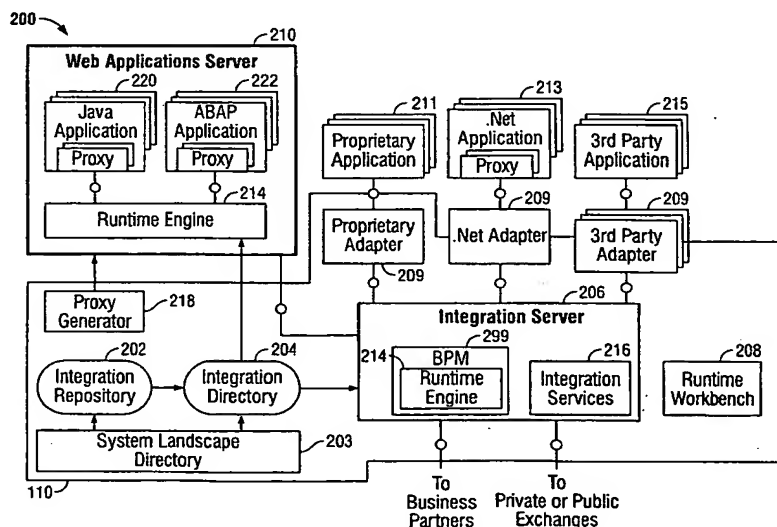 200
210
Web Applications Server
220
222
Java
Application
Proxy
ABAP
Application
Proxy
214
Runtime Engine
211
Proprietary
Application
213
.Net
Application
Proxy
215
3rd Party
Application
Proprietary
Adapter
209
209
.Net Adapter
209
3rd Party
Adapter
Proxy
Generator
218
206
Integration Server
202
Integration
Repository
204
Integration
Directory
299
BPM
214
Runtime
Engine
216
Integration
Services
208
Runtime
Workbench
System Landscape
Directory
203
110
To
Business
Partners
To
Private or Public
Exchanges